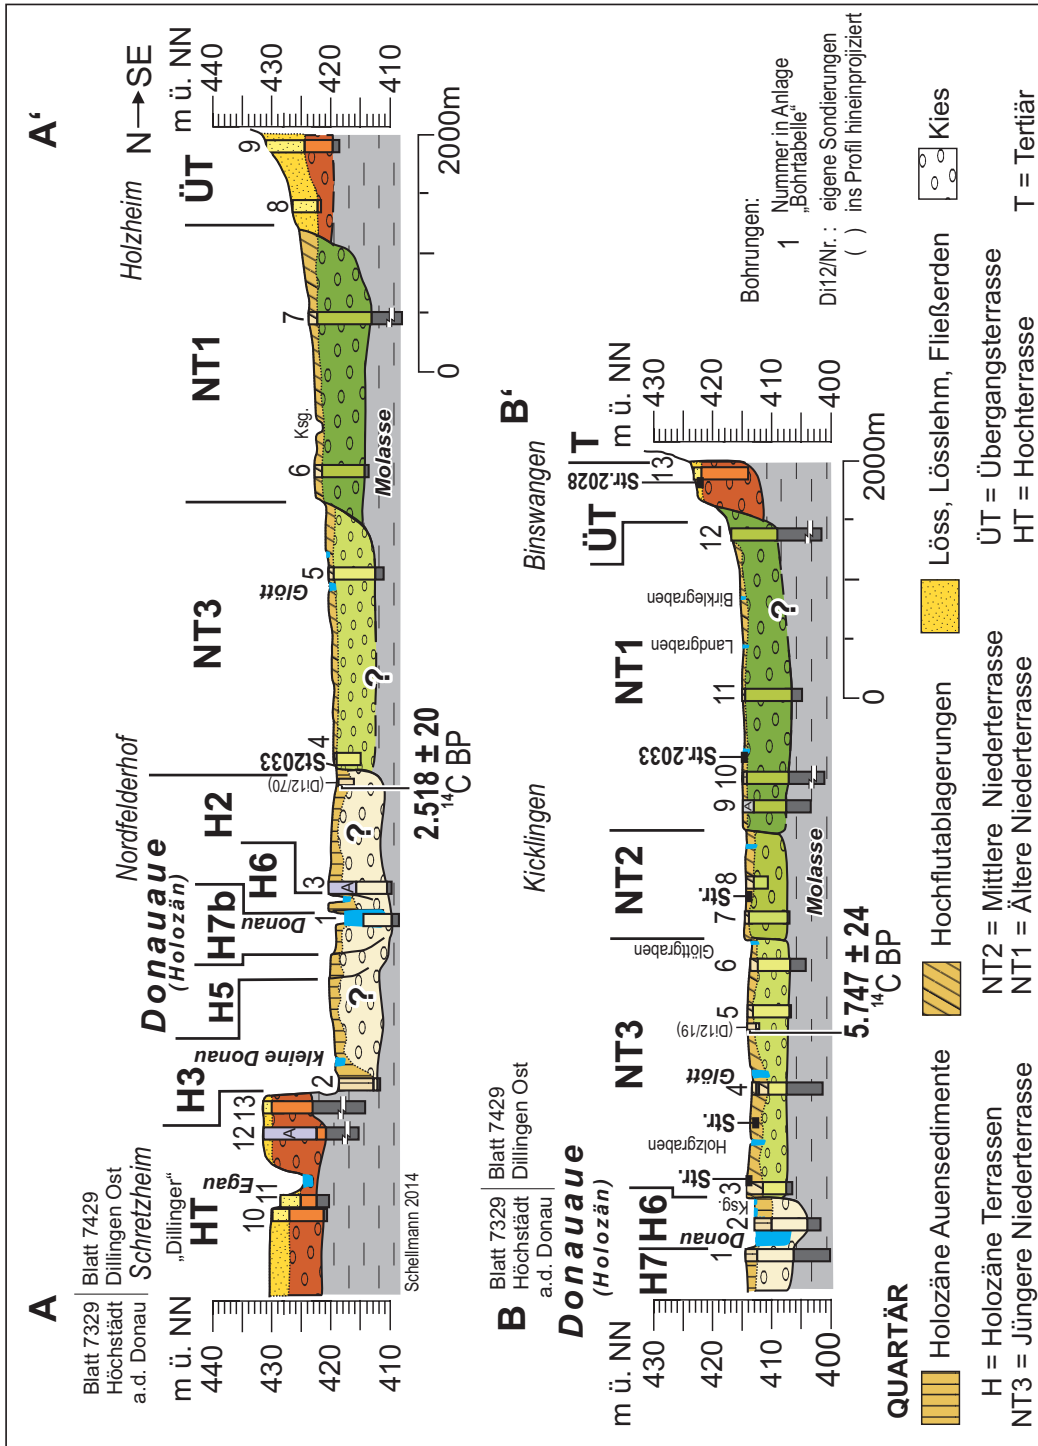 A
A'
N → SE
Blatt 7329
Höchstädt
a.d. Donau
Blatt 7429
Dillingen Ost
Schretzheim
Nordfelderhof
Holzheim
Donauaue
(Holozän)
„Dillinger"
HT
H3
H5
H7b
H6
H2
NT3
NT1
ÜT
m ü. NN
440
430
420
410
m ü. NN
440
430
420
410
10
11
Egau
12
13
A
2
kleine Donau
1
Donau
3
A
(Di12/70)
St2033
4
5
Glött
6
Ksg.
7
8
9
?
?
?
Molasse
2.518 ± 20
14C BP
0
2000m
Schellmann 2014
B
B'
Blatt 7329
Höchstädt
a.d. Donau
Blatt 7429
Dillingen Ost
Kicklingen
Binswangen
Donauaue
(Holozän)
H7
H6
NT3
NT2
NT1
ÜT
T
m ü. NN
430
420
410
400
m ü. NN
430
420
410
400
1
Donau
2
Ksg.
3
Str.
Holzgraben
Str.
4
Glött
(Di12/19)
5
6
Glöttgraben
7
Str.
8
9
A
10
Str.2033
11
Landgraben
Birklegraben
12
Str.2028
13
?
Molasse
5.747 ± 24
14C BP
0
2000m
Bohrungen:
1 Nummer in Anlage
„Bohrtabelle"
Di12/Nr.: eigene Sondierungen
( ) ins Profil hineinprojiziert
QUARTÄR
Holozäne Auensedimente
Hochflutablagerungen
Löss, Lösslehm, Fließerden
Kies
H = Holozäne Terrassen
NT3 = Jüngere Niederterrasse
NT2 = Mittlere Niederterrasse
NT1 = Ältere Niederterrasse
ÜT = Übergangsterrasse
HT = Hochterrasse
T = Tertiär